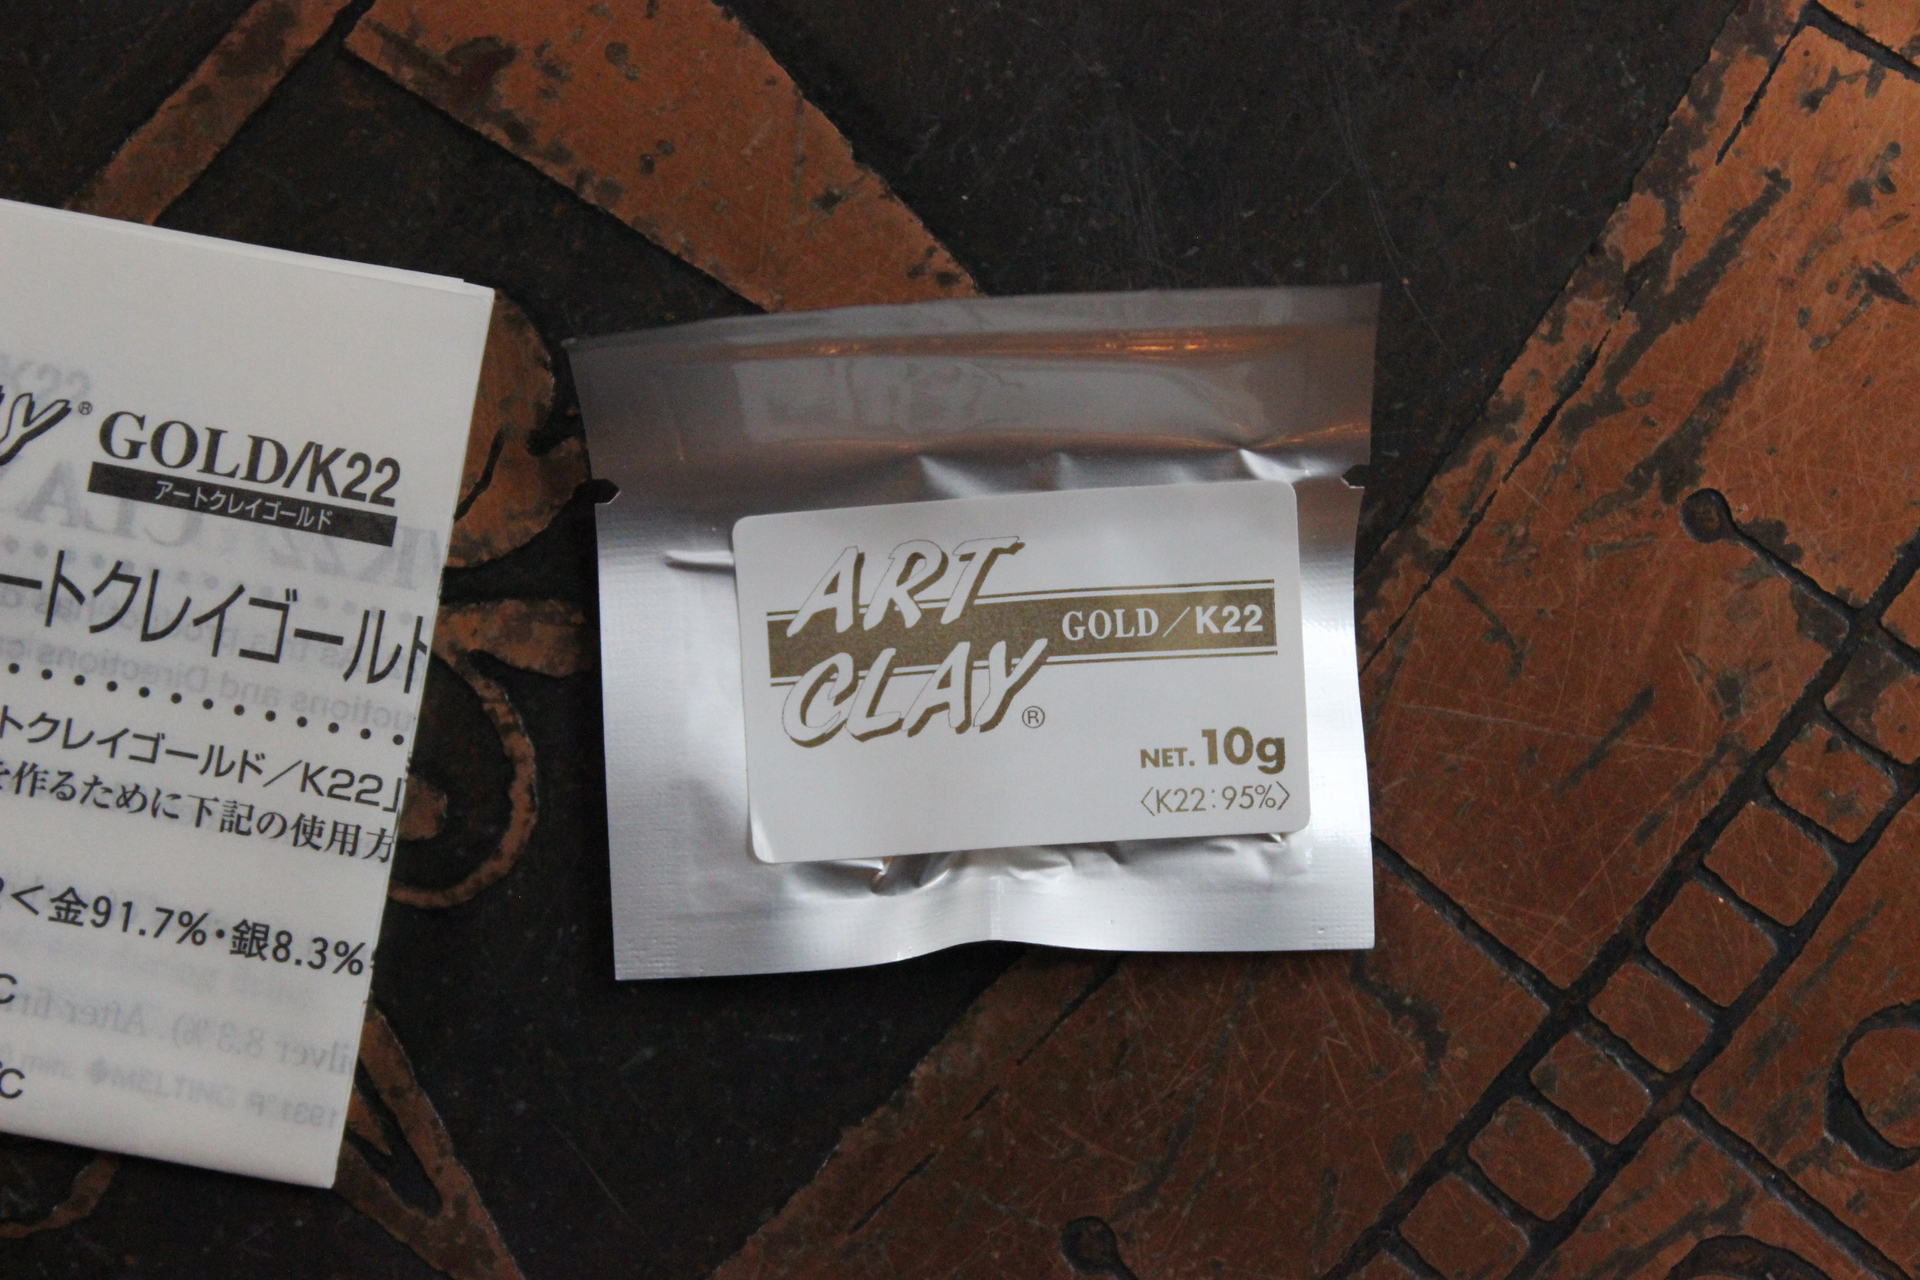 ® GOLD/K22
アートクレイゴールド
ートクレイゴールド
トクレイゴールド／K22」
を作るために下記の使用方
<金91.7%・銀8.3%
ART
CLAY®
GOLD／K22
NET. 10g
〈K22：95%〉